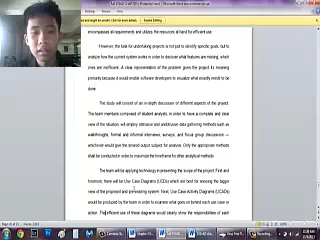 encompasses all requirements and utilizes the resources at hand for efficient use.
However, the task for undertaking projects is not just to identify specific goals, but to
analyze how the current system works in order to discover what features are missing, which
ones are inefficient. A clear representation of the problem gives the project its meaning
primarily because it would enable software developers to visualize what exactly needs to be
done.
The study will consist of an in-depth discussion of different aspects of the project.
The team members composed of student analysts, in order to have a complete and clear
view of the situation, will employ obtrusive and unobtrusive data gathering methods such as
walkthrough, formal and informal interviews, surveys, and focus group discussions —
whichever would give the desired output subject for analysis. Only the appropriate methods
shall be conducted in order to maximize the timeframe for other analytical methods.
The team will be applying technology in presenting the scope of the project. First and
foremost, there will be Use Case Diagrams (UCDs) which are best for showing the bigger
view of the proposed and pre-existing system. Next, Use Case Activity Diagrams (UCADs)
would be produced by the team in order to examine what goes on behind each use case or
action. The efficient use of these diagrams would clearly show the responsibilities of each